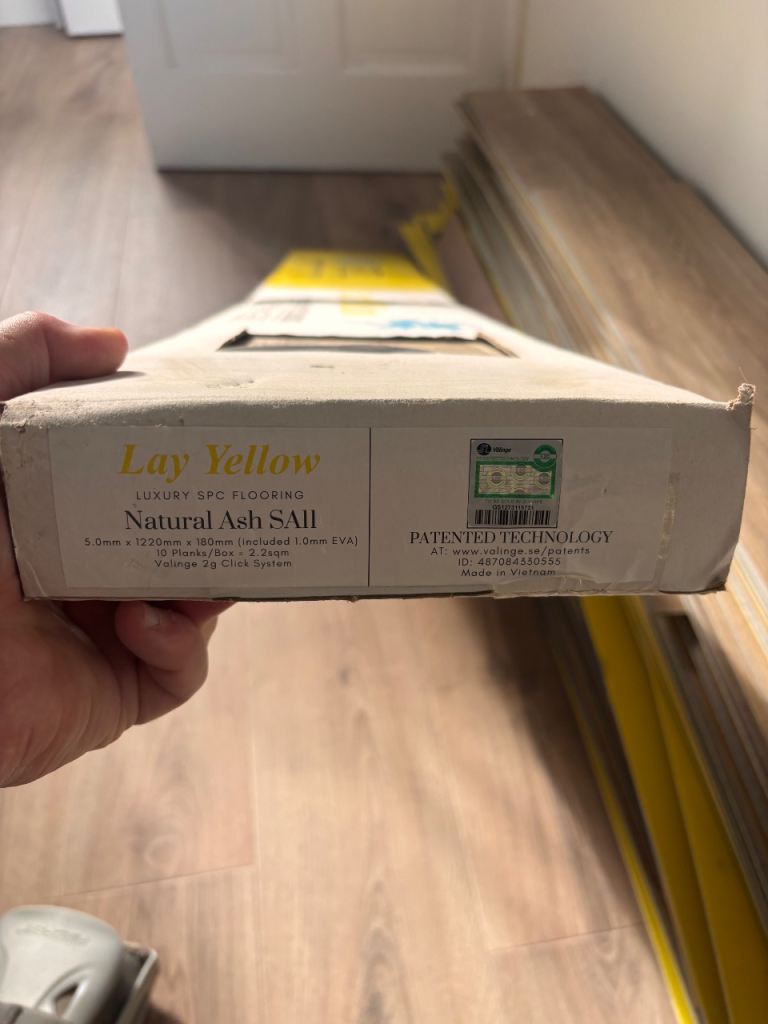 Lay Yellow
LUXURY SPC FLOORING
Natural Ash SAll
5.0mm x 1220mm x 180mm (included 1.0mm EVA)
10 Planks/Box = 2.2sqm
Valinge 2g Click System
Välinge
PATENTED TECHNOLOGY
AT: www.valinge.se/patents
ID: 487084330555
Made in Vietnam